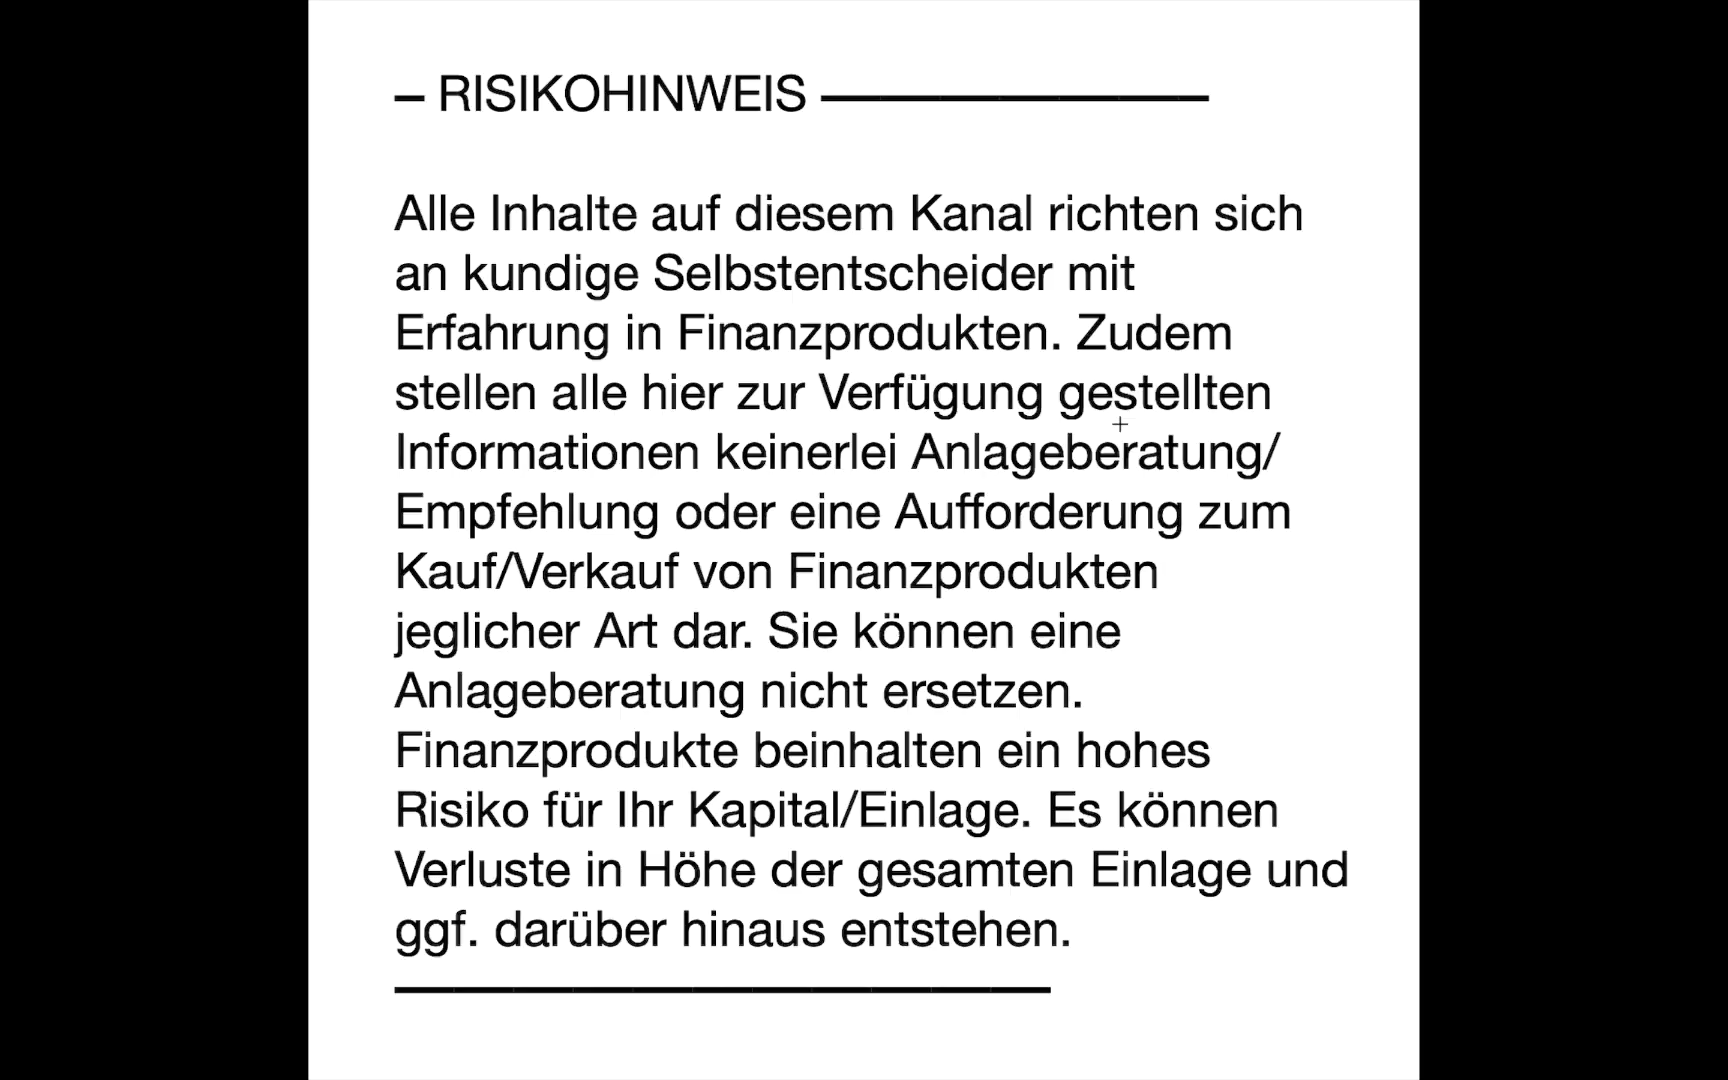 — RISIKOHINWEIS —————————————
Alle Inhalte auf diesem Kanal richten sich
an kundige Selbstentscheider mit
Erfahrung in Finanzprodukten. Zudem
stellen alle hier zur Verfügung gestellten
Informationen keinerlei Anlageberatung/
Empfehlung oder eine Aufforderung zum
Kauf/Verkauf von Finanzprodukten
jeglicher Art dar. Sie können eine
Anlageberatung nicht ersetzen.
Finanzprodukte beinhalten ein hohes
Risiko für Ihr Kapital/Einlage. Es können
Verluste in Höhe der gesamten Einlage und
ggf. darüber hinaus entstehen.